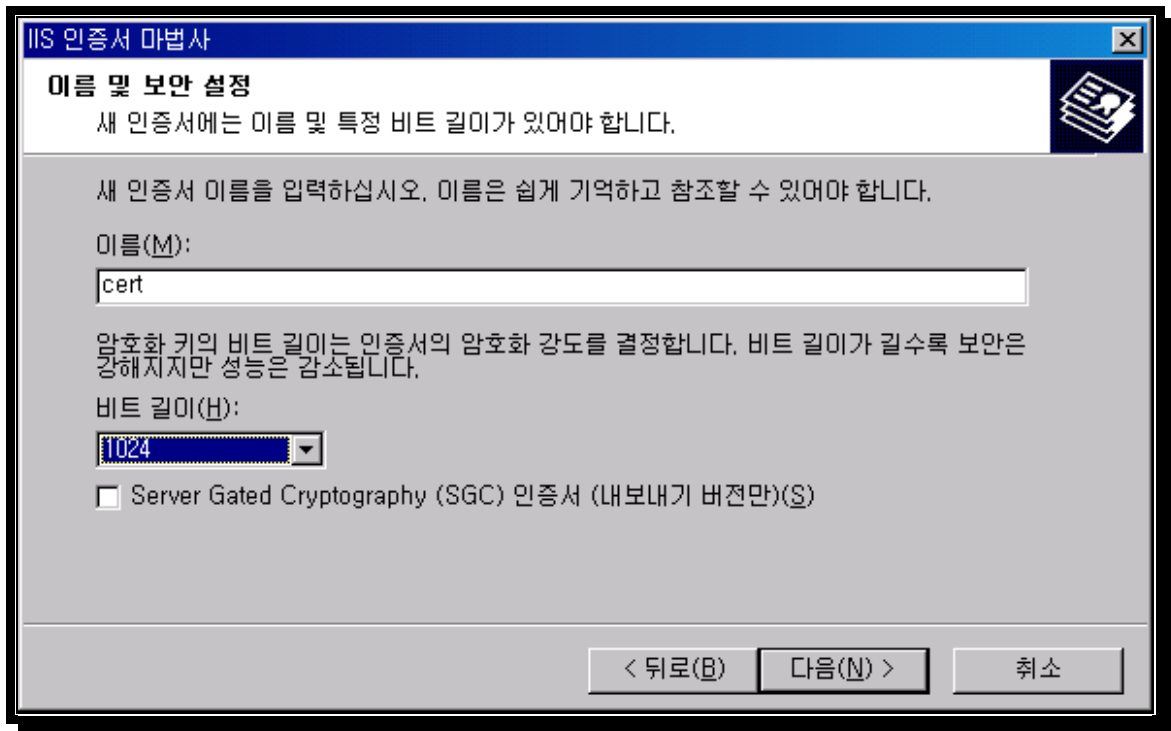 IIS 인증서 마법사
이름 및 보안 설정
새 인증서에는 이름 및 특정 비트 길이가 있어야 합니다.
새 인증서 이름을 입력하십시오. 이름은 쉽게 기억하고 참조할 수 있어야 합니다.
이름(M):
cert
암호화 키의 비트 길이는 인증서의 암호화 강도를 결정합니다. 비트 길이가 길수록 보안은
강해지지만 성능은 감소됩니다.
비트 길이(H):
1024
Server Gated Cryptography (SGC) 인증서 (내보내기 버전만)(S)
< 뒤로(B) 다음(N) > 취소